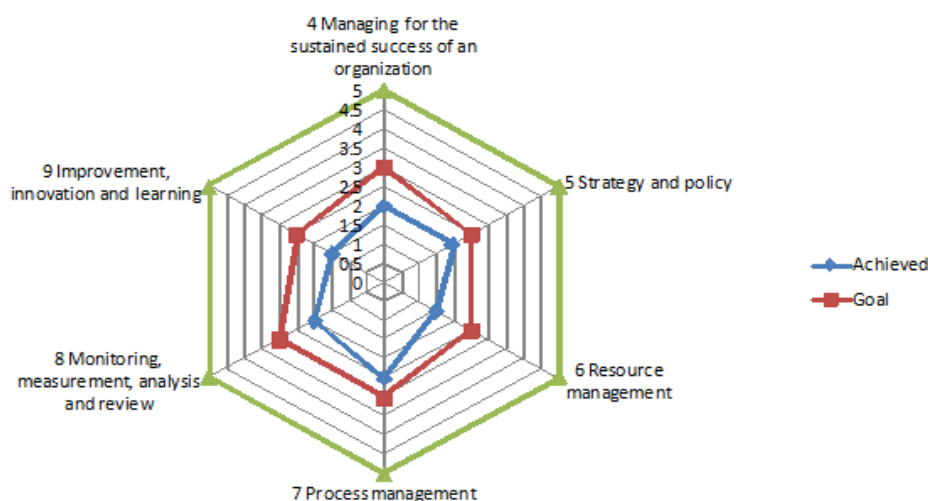 4 Managing for the
sustained success of an
organization
5
4.5
4
3.5
3
2.5
2
1.5
1
0.5
0
9 Improvement,
innovation and learning
5 Strategy and policy
Achieved
Goal
8 Monitoring,
measurement, analysis
and review
6 Resource
management
7 Process management